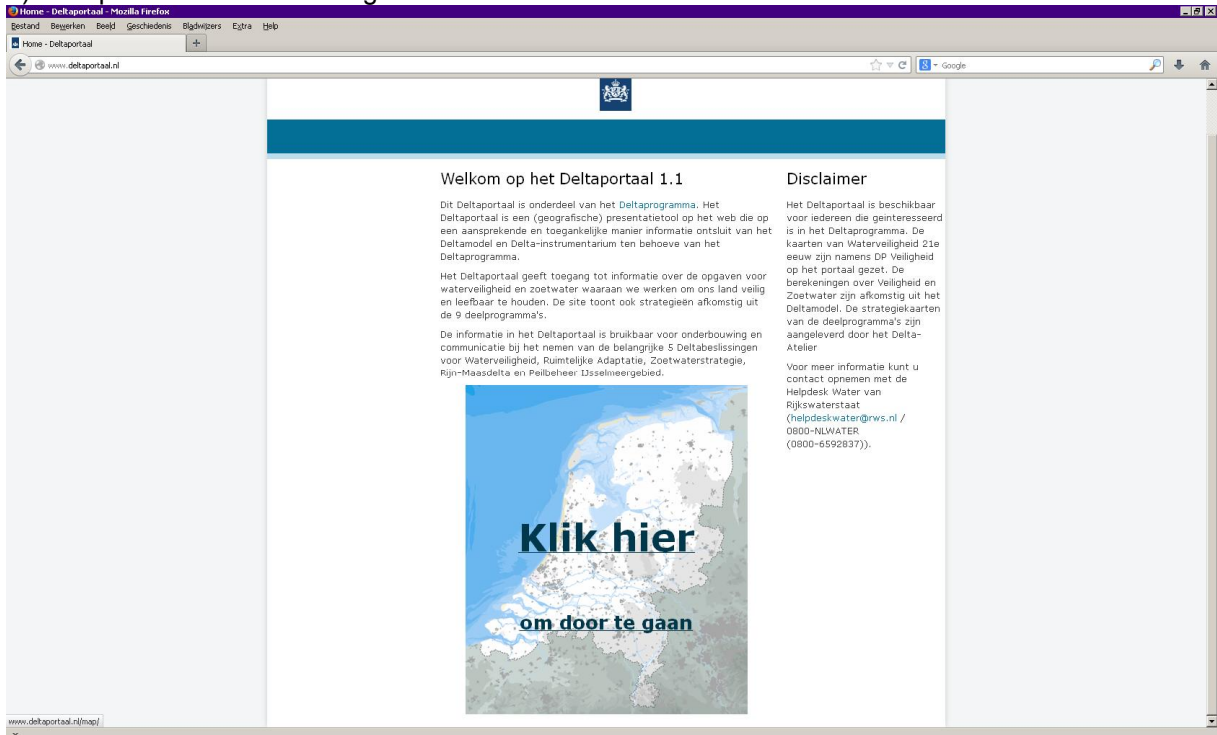 Home - Deltaportaal - Mozilla Firefox
Bestand Bewerken Beeld Geschiedenis Bladwijzers Extra Help
Home - Deltaportaal
www.deltaportaal.nl
Google
Welkom op het Deltaportaal 1.1
Dit Deltaportaal is onderdeel van het Deltaprogramma. Het
Deltaportaal is een (geografische) presentatietool op het web die op
een aansprekende en toegankelijke manier informatie ontsluit van het
Deltamodel en Delta-instrumentarium ten behoeve van het
Deltaprogramma.
Het Deltaportaal geeft toegang tot informatie over de opgaven voor
waterveiligheid en zoetwater waaraan we werken om ons land veilig
en leefbaar te houden. De site toont ook strategieën afkomstig uit
de 9 deelprogramma's.
De informatie in het Deltaportaal is bruikbaar voor onderbouwing en
communicatie bij het nemen van de belangrijke 5 Deltabeslissingen
voor Waterveiligheid, Ruimtelijke Adaptatie, Zoetwaterstrategie,
Rijn-Maasdelta en Peilbeheer IJsselmeergebied.
Klik hier
om door te gaan
Disclaimer
Het Deltaportaal is beschikbaar
voor iedereen die geinteresseerd
is in het Deltaprogramma. De
kaarten van Waterveiligheid 21e
eeuw zijn namens DP Veiligheid
op het portaal gezet. De
berekeningen over Veiligheid en
Zoetwater zijn afkomstig uit het
Deltamodel. De strategiekaarten
van de deelprogramma's zijn
aangeleverd door het Delta-
Atelier
Voor meer informatie kunt u
contact opnemen met de
Helpdesk Water van
Rijkswaterstaat
(helpdeskwater@rws.nl /
0800-NLWATER
(0800-6592837)).
www.deltaportaal.nl/map/